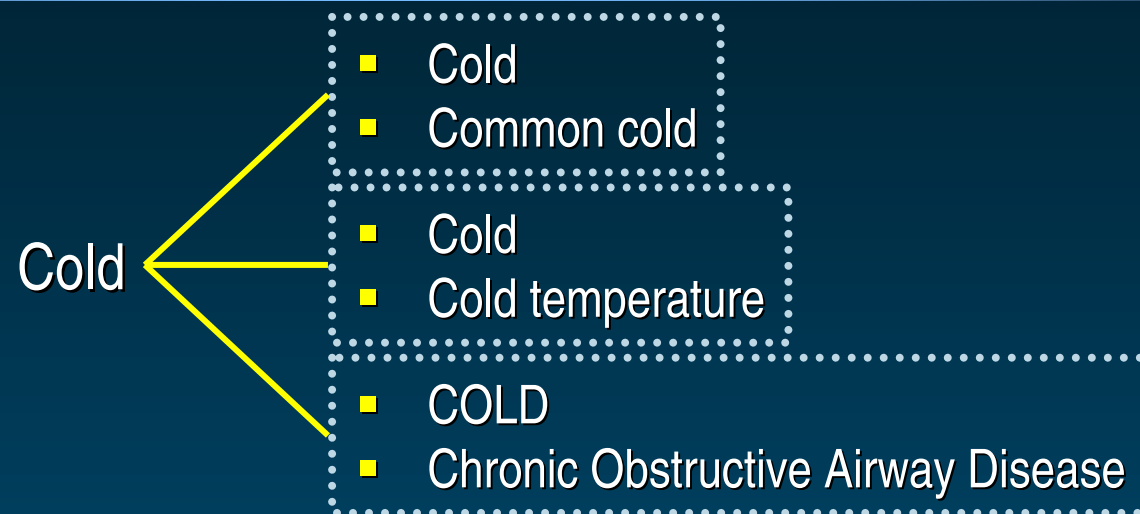 Cold
Cold
Common cold
Cold
Cold temperature
COLD
Chronic Obstructive Airway Disease